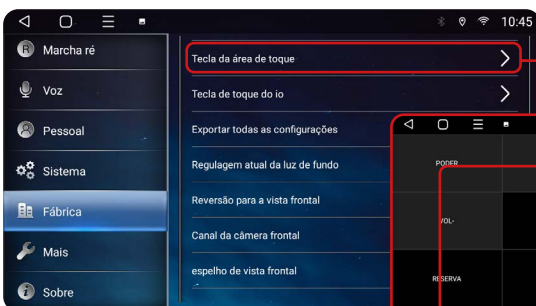 10:45
R Marcha ré
Voz
Pessoal
Sistema
Fábrica
Mais
Sobre
Tecla da área de toque
Tecla de toque do io
Exportar todas as configurações
Regulagem atual da luz de fundo
Reversão para a vista frontal
Canal da câmera frontal
espelho de vista frontal
PODER
VOL-
RESERVA